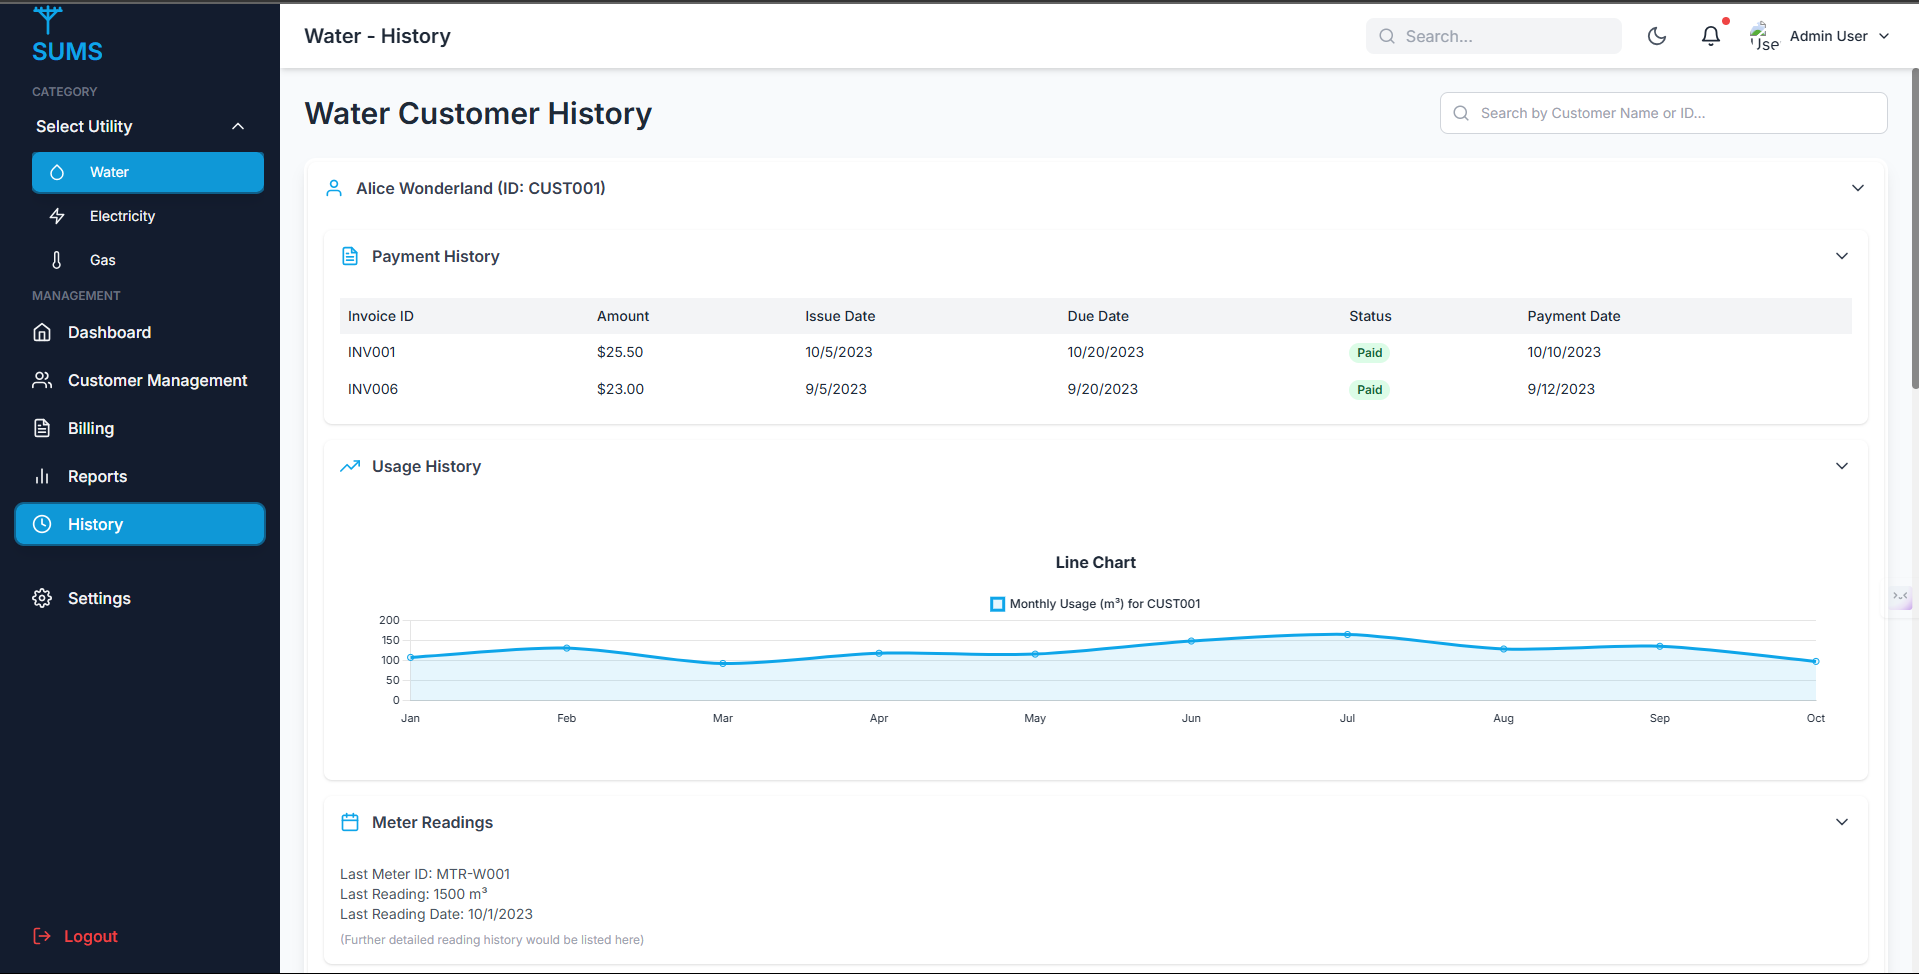 SUMS
CATEGORY
Select Utility
Water
Electricity
Gas
MANAGEMENT
Dashboard
Customer Management
Billing
Reports
History
Settings
Logout
Water - History
Search...
Use
Admin User
Water Customer History
Search by Customer Name or ID...
Alice Wonderland (ID: CUST001)
Payment History
Invoice ID Amount Issue Date Due Date Status Payment Date
INV001 $25.50 10/5/2023 10/20/2023 Paid 10/10/2023
INV006 $23.00 9/5/2023 9/20/2023 Paid 9/12/2023
Usage History
Line Chart
Monthly Usage (m³) for CUST001
200
150
100
50
0
Jan Feb Mar Apr May Jun Jul Aug Sep Oct
Meter Readings
Last Meter ID: MTR-W001
Last Reading: 1500 m³
Last Reading Date: 10/1/2023
(Further detailed reading history would be listed here)